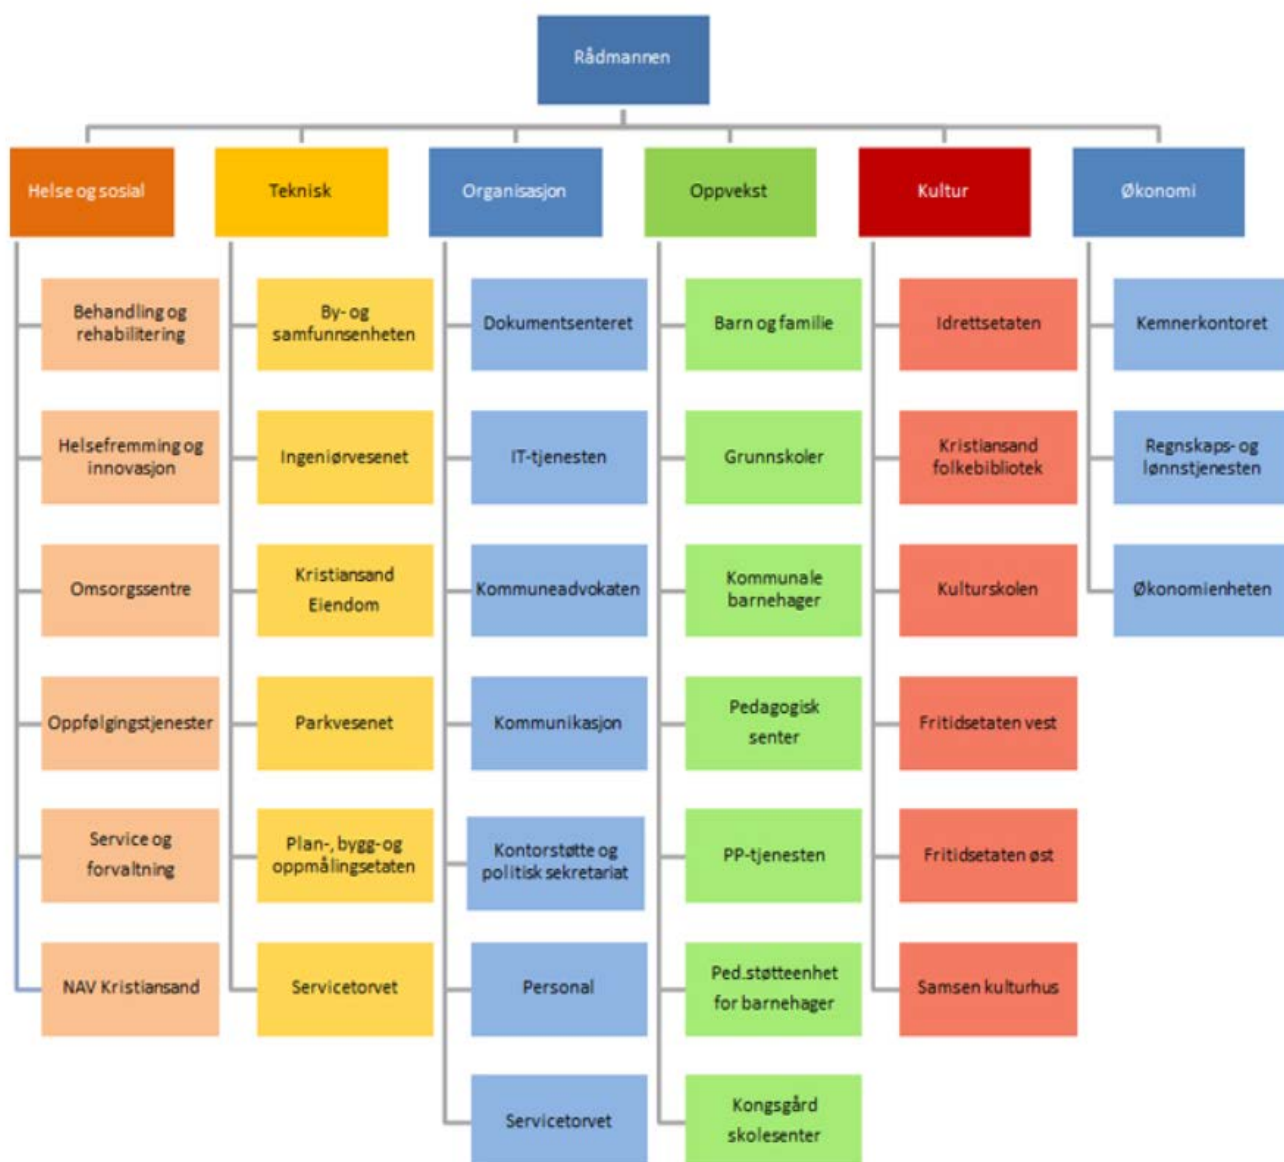 Rådmannen
Helse og sosial
Teknisk
Organisasjon
Oppvekst
Kultur
Økonomi
Behandling og
rehabilitering
Helsefremming og
innovasjon
Omsorgssentre
Oppfølgingstjenester
Service og
forvaltning
NAV Kristiansand
By- og
samfunnsenheten
Ingeniørvesenet
Kristiansand
Eiendom
Parkvesenet
Plan-, bygg- og
oppmålingsetaten
Servicetorvet
Dokumentsenteret
IT-tjenesten
Kommuneadvokaten
Kommunikasjon
Kontorstøtte og
politisk sekretariat
Personal
Servicetorvet
Barn og familie
Grunnskoler
Kommunale
barnehager
Pedagogisk
senter
PP-tjenesten
Ped.støtteenhet
for barnehager
Kongsgård
skolesenter
Idrettsetaten
Kristiansand
folkebibliotek
Kulturskolen
Fritidsetaten vest
Fritidsetaten øst
Samsen kulturhus
Kemnerkontoret
Regnskaps- og
lønnstjenesten
Økonomienheten